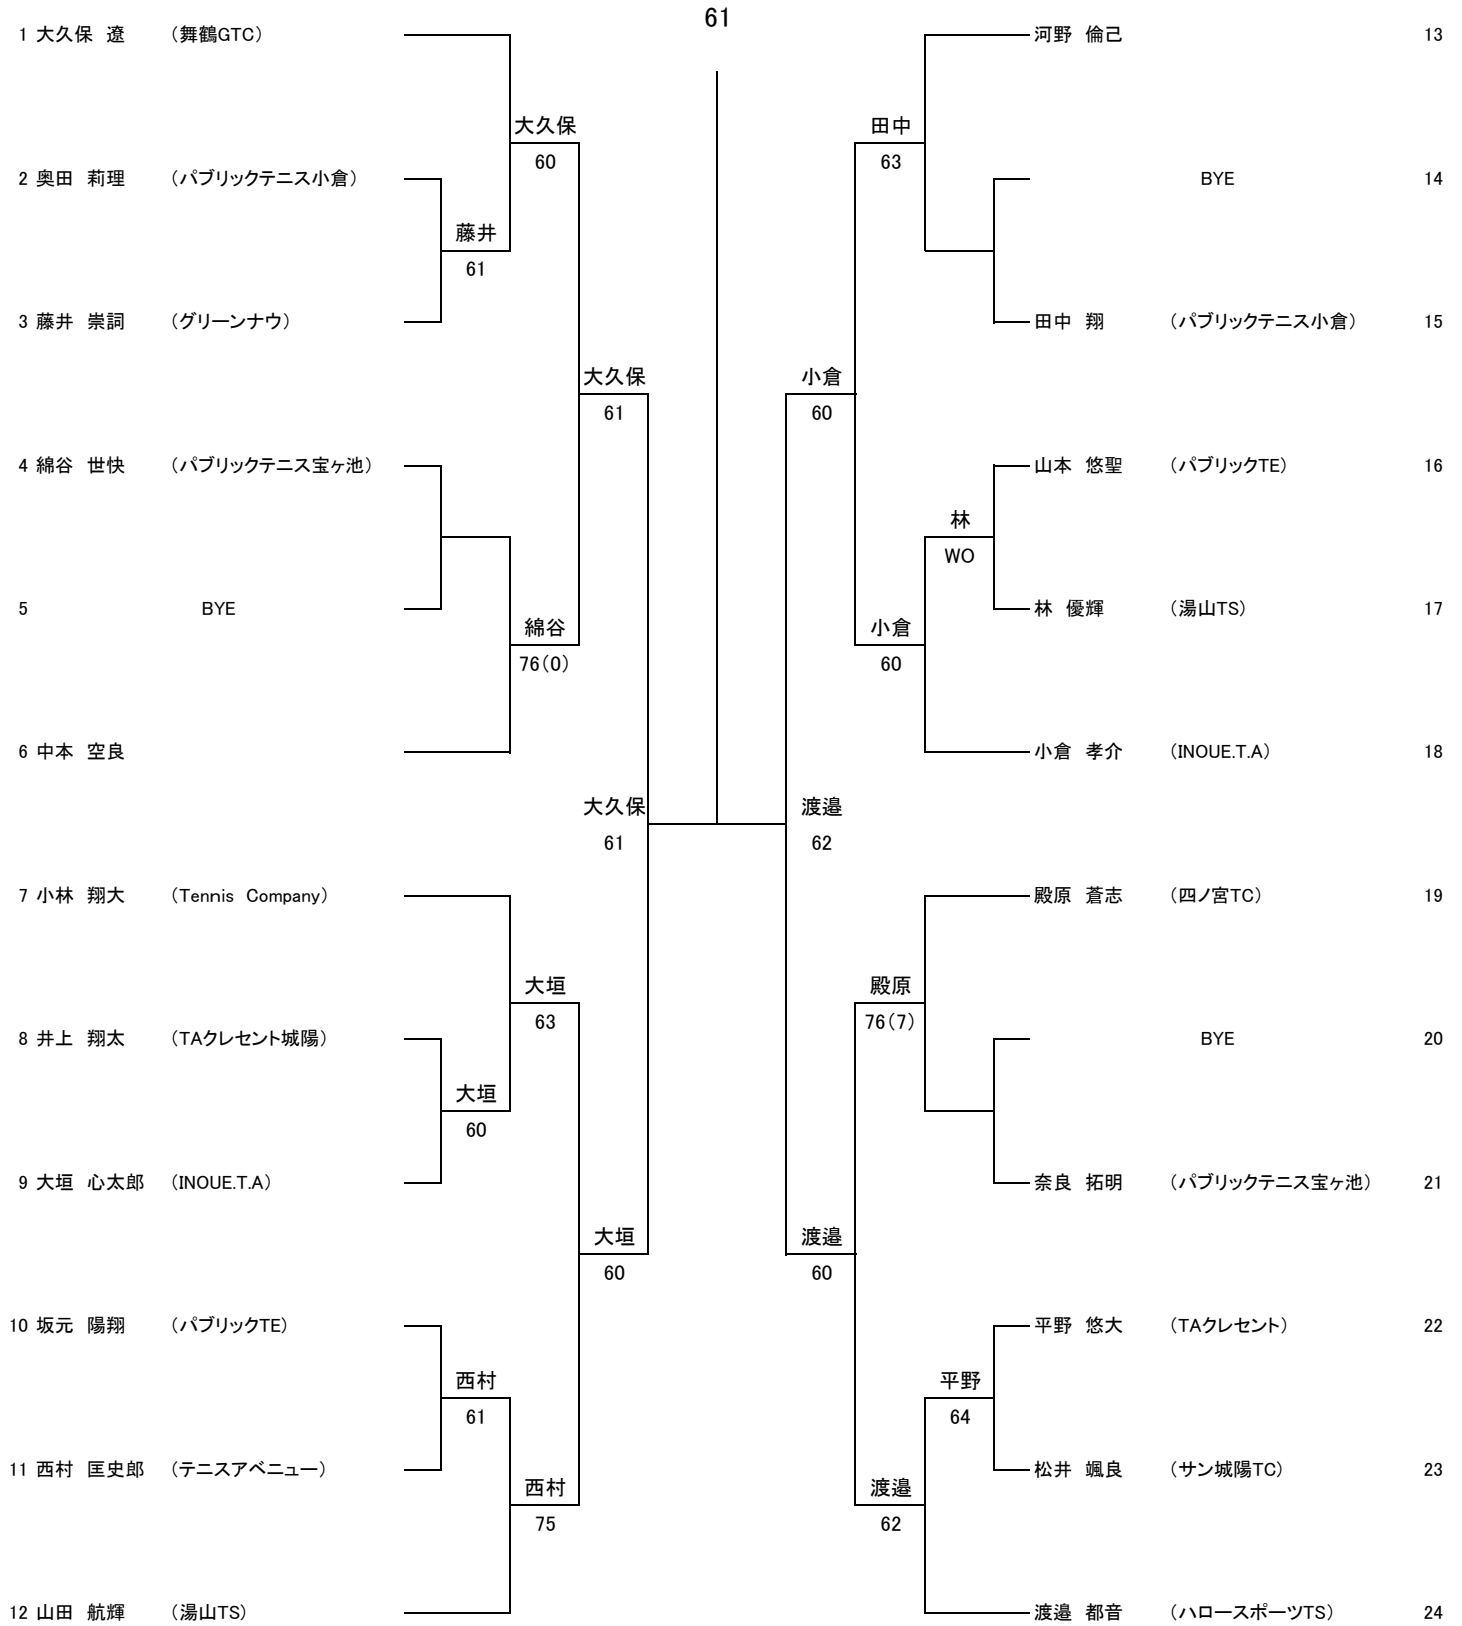 61
1 大久保 遼 （舞鶴GTC） 河野 倫己 13
大久保 田中
60 63
2 奥田 莉理 （パブリックテニス小倉） BYE 14
藤井
61
3 藤井 崇詞 （グリーンナウ） 田中 翔 （パブリックテニス小倉） 15
大久保 小倉
61 60
4 綿谷 世快 （パブリックテニス宝ヶ池） 山本 悠聖 （パブリックTE） 16
林
WO
5 BYE 林 優輝 （湯山TS） 17
綿谷 小倉
76(0) 60
6 中本 空良 小倉 孝介 （INOUE.T.A） 18
大久保 渡邉
61 62
7 小林 翔大 （Tennis Company） 殿原 蒼志 （四ノ宮TC） 19
大垣 殿原
63 76(7)
8 井上 翔太 （TAクレセント城陽） BYE 20
大垣
60
9 大垣 心太郎 （INOUE.T.A） 奈良 拓明 （パブリックテニス宝ヶ池） 21
大垣 渡邉
60 60
10 坂元 陽翔 （パブリックTE） 平野 悠大 （TAクレセント） 22
西村 平野
61 64
11 西村 匡史郎 （テニスアベニュー） 松井 颯良 （サン城陽TC） 23
西村 渡邉
75 62
12 山田 航輝 （湯山TS） 渡邉 都音 （ハロースポーツTS） 24